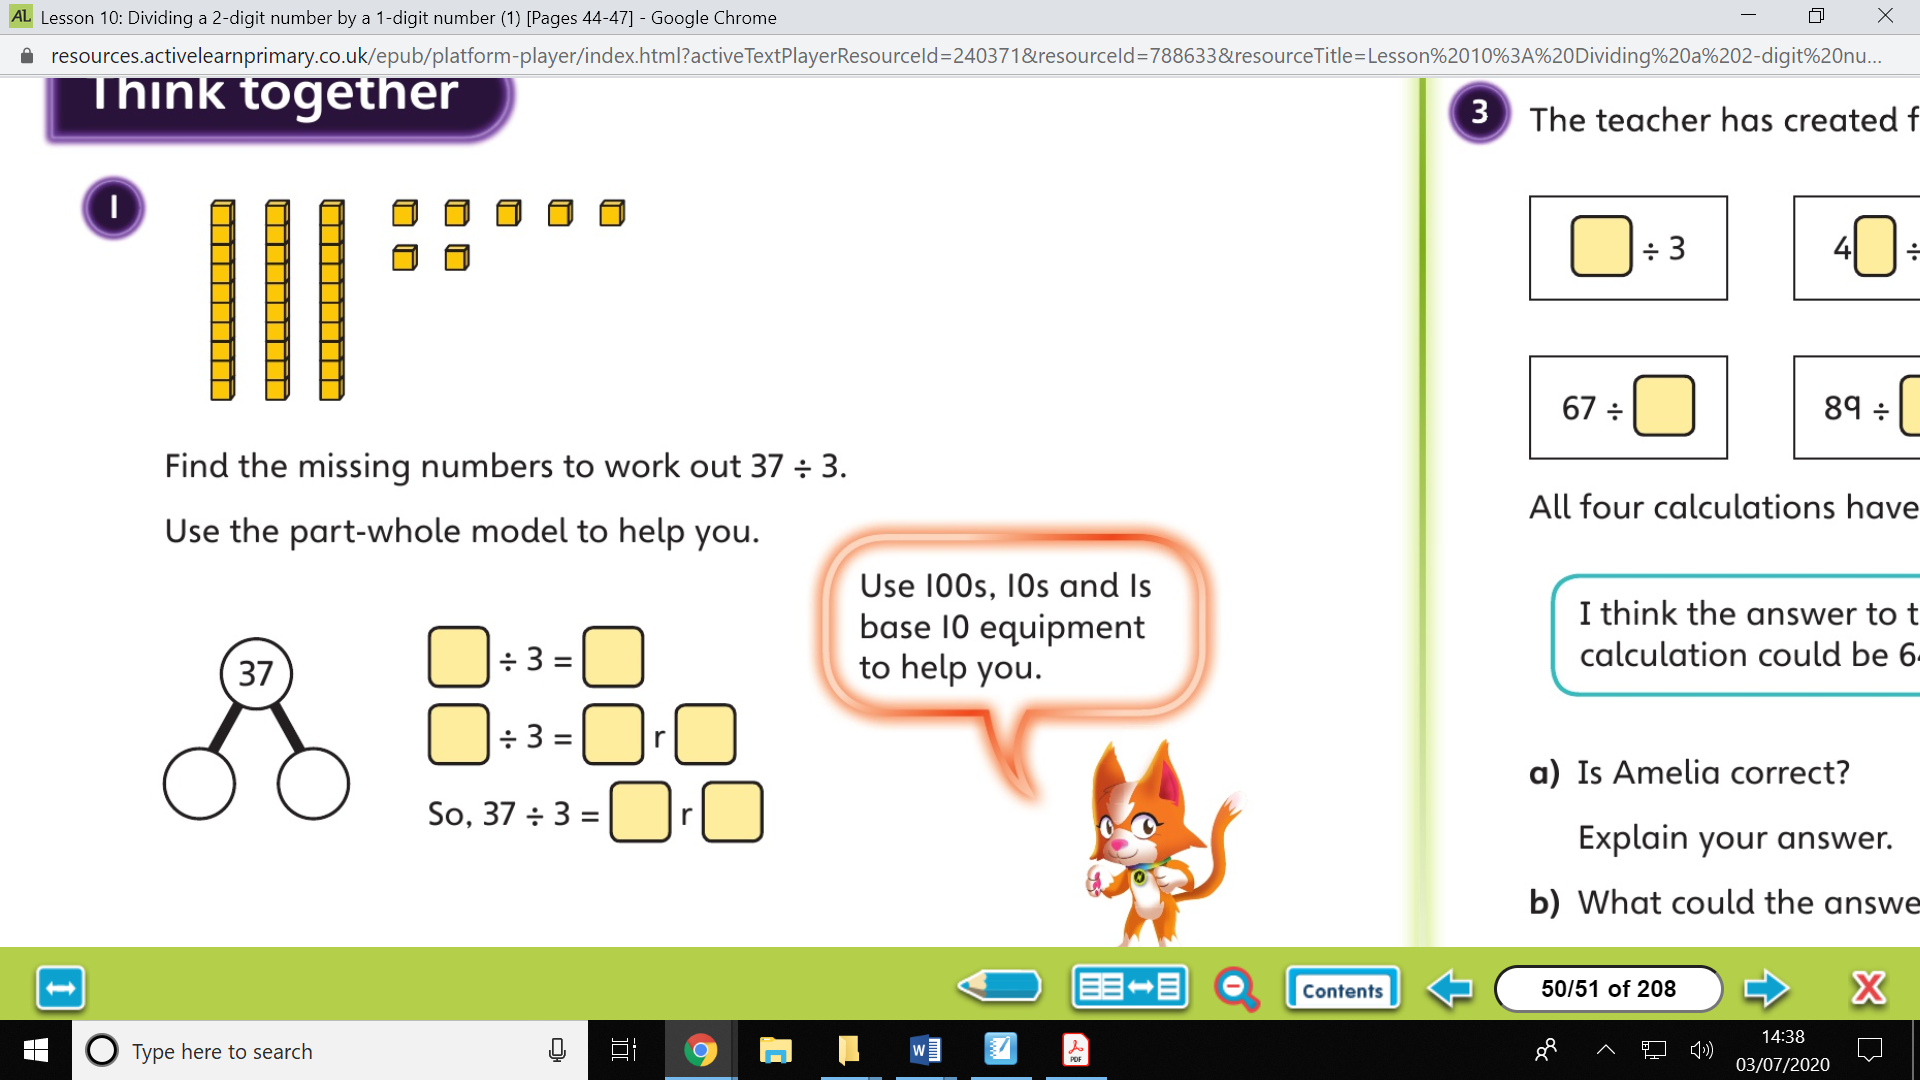 Lesson 10: Dividing a 2-digit number by a 1-digit number (1) [Pages 44-47] - Google Chrome
resources.activelearnprimary.co.uk/epub/platform-player/index.html?activeTextPlayerResourceId=240371&resourceId=788633&resourceTitle=Lesson%2010%3A%20Dividing%20a%202-digit%20nu...
Think together
1
Find the missing numbers to work out 37 ÷ 3.
Use the part-whole model to help you.
37
÷ 3 =
÷ 3 = r
So, 37 ÷ 3 = r
Use 100s, 10s and 1s
base 10 equipment
to help you.
3 The teacher has created f
÷ 3
4 ÷
67 ÷
89 ÷
All four calculations have
I think the answer to t
calculation could be 6
a) Is Amelia correct?
Explain your answer.
b) What could the answe
Contents
50/51 of 208
Type here to search
14:38
03/07/2020